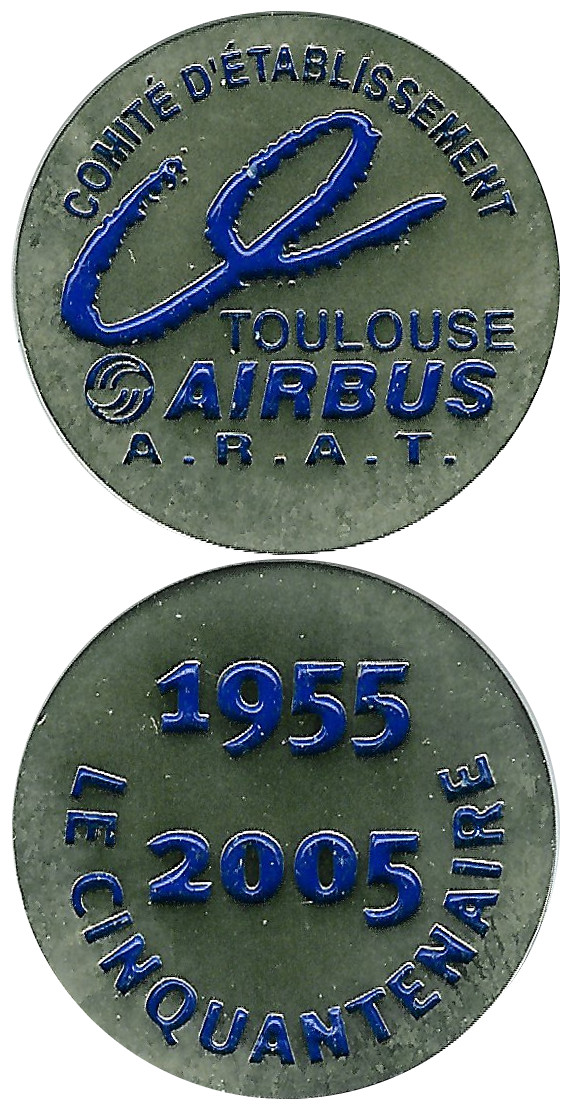 COMITÉ D'ÉTABLISSEMENT
ce
TOULOUSE
AIRBUS
A.R.A.T.
1955
2005
LE CINQUANTENAIRE